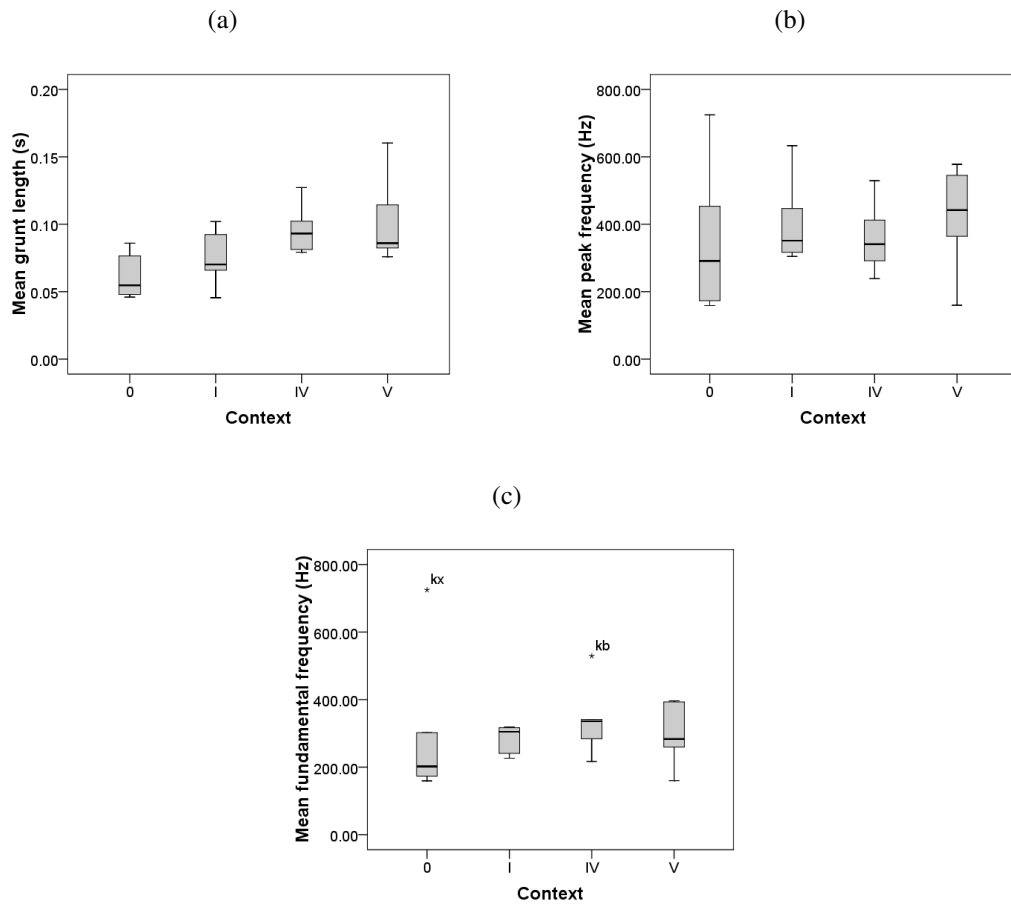 (a)
Mean grunt length (s)
0.20
0.15
0.10
0.05
0.00
0 I IV V
Context
(b)
Mean peak frequency (Hz)
800.00
600.00
400.00
200.00
0.00
0 I IV V
Context
(c)
Mean fundamental frequency (Hz)
800.00
600.00
400.00
200.00
0.00
kx
kb
0 I IV V
Context